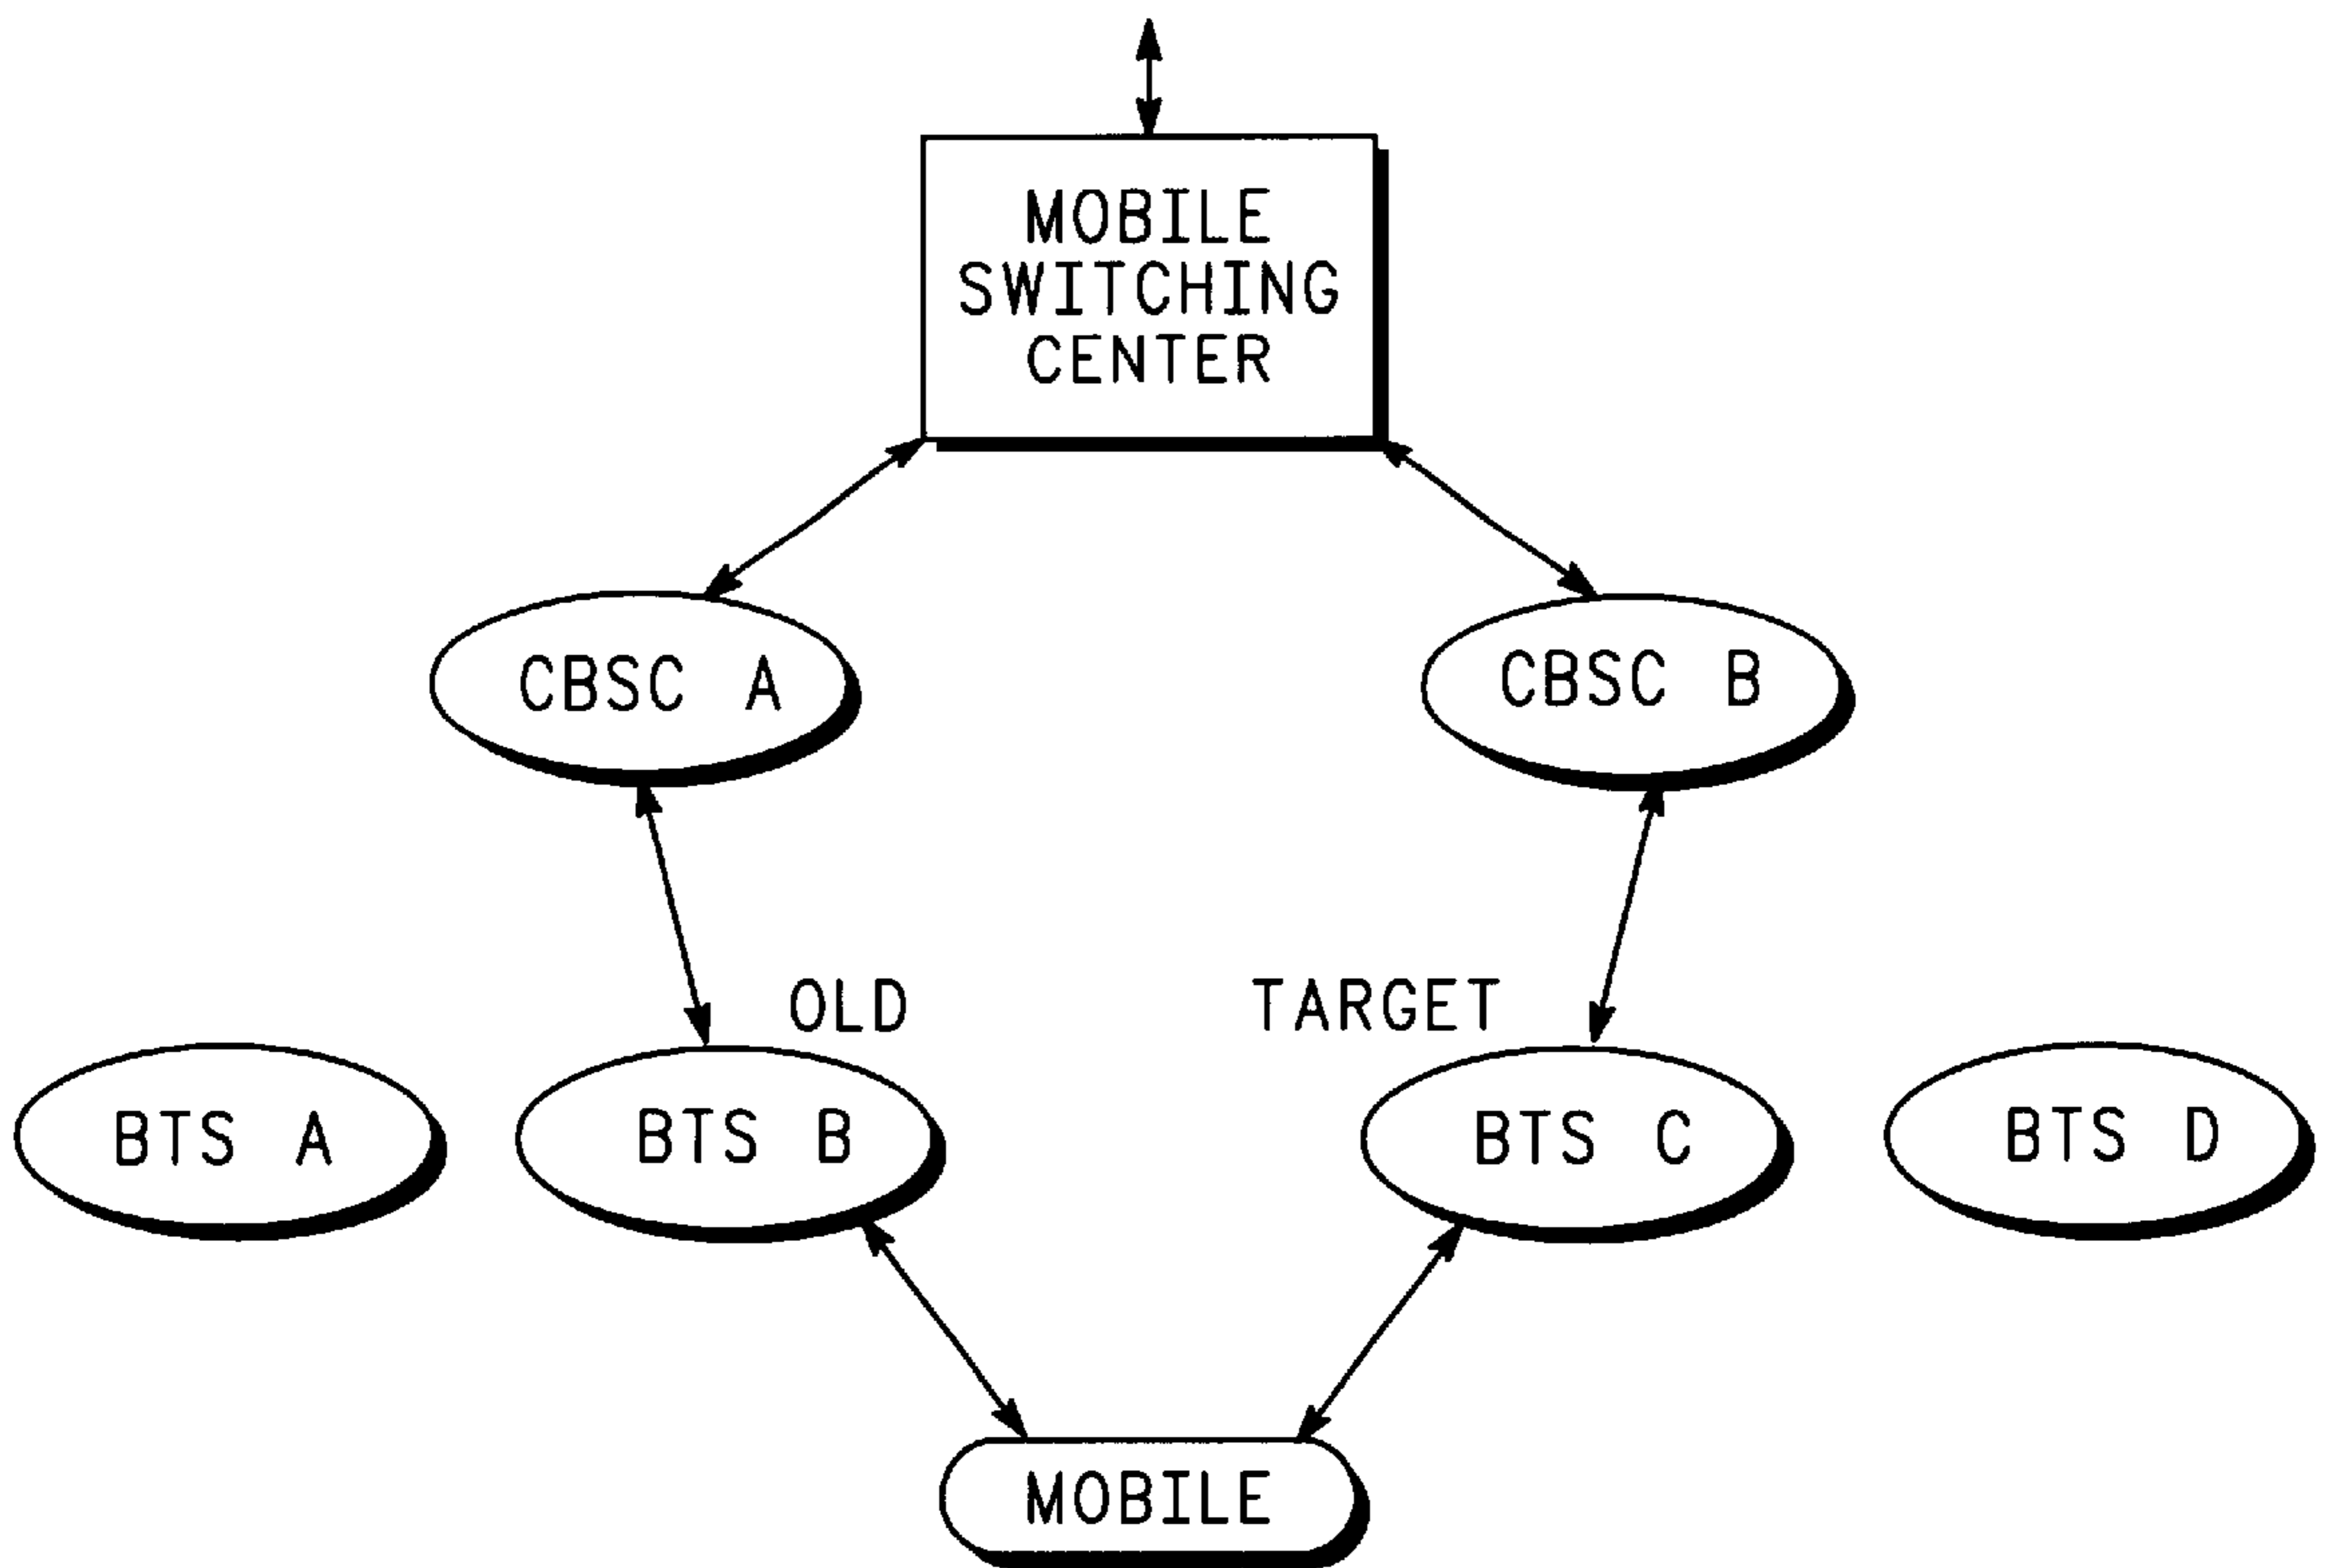 MOBILE
SWITCHING
CENTER
CBSC A
CBSC B
OLD
TARGET
BTS A
BTS B
BTS C
BTS D
MOBILE